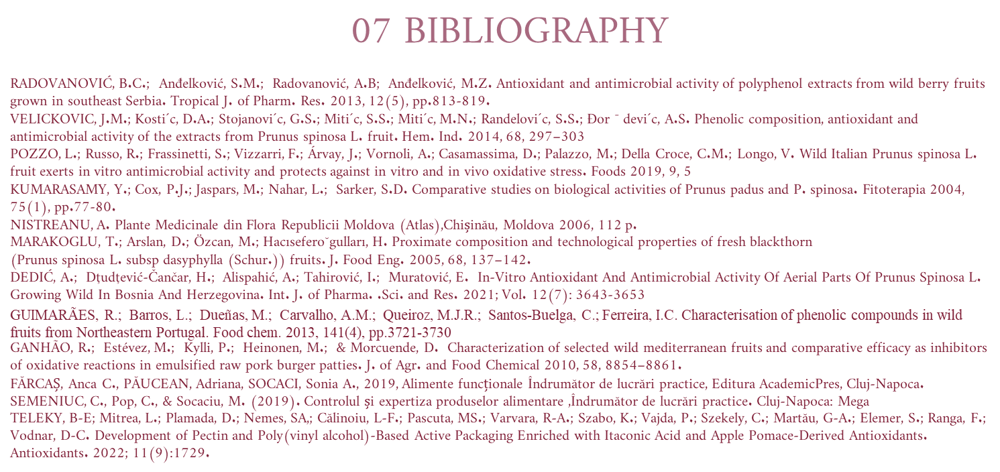 07 BIBLIOGRAPHY
RADOVANOVIĆ, B.C.; Anđelković, S.M.; Radovanović, A.B; Anđelković, M.Z. Antioxidant and antimicrobial activity of polyphenol extracts from wild berry fruits
grown in southeast Serbia. Tropical J. of Pharm. Res. 2013, 12(5), pp.813-819.
VELICKOVIC, J.M.; Kosti´c, D.A.; Stojanovi´c, G.S.; Miti´c, S.S.; Miti´c, M.N.; Randelovi´c, S.S.; Đor ¯ devi´c, A.S. Phenolic composition, antioxidant and
antimicrobial activity of the extracts from Prunus spinosa L. fruit. Hem. Ind. 2014, 68, 297–303
POZZO, L.; Russo, R.; Frassinetti, S.; Vizzarri, F.; Árvay, J.; Vornoli, A.; Casamassima, D.; Palazzo, M.; Della Croce, C.M.; Longo, V. Wild Italian Prunus spinosa L.
fruit exerts in vitro antimicrobial activity and protects against in vitro and in vivo oxidative stress. Foods 2019, 9, 5
KUMARASAMY, Y.; Cox, P.J.; Jaspars, M.; Nahar, L.; Sarker, S.D. Comparative studies on biological activities of Prunus padus and P. spinosa. Fitoterapia 2004,
75(1), pp.77-80.
NISTREANU, A. Plante Medicinale din Flora Republicii Moldova (Atlas),Chișinău, Moldova 2006, 112 p.
MARAKOGLU, T.; Arslan, D.; Özcan, M.; Hacısefero˘gulları, H. Proximate composition and technological properties of fresh blackthorn
(Prunus spinosa L. subsp dasyphylla (Schur.)) fruits. J. Food Eng. 2005, 68, 137–142.
DEDIĆ, A.; Dţudţević-Čančar, H.; Alispahić, A.; Tahirović, I.; Muratović, E. In-Vitro Antioxidant And Antimicrobial Activity Of Aerial Parts Of Prunus Spinosa L.
Growing Wild In Bosnia And Herzegovina. Int. J. of Pharma. .Sci. and Res. 2021; Vol. 12(7): 3643-3653
GUIMARÃES, R.; Barros, L.; Dueñas, M.; Carvalho, A.M.; Queiroz, M.J.R.; Santos-Buelga, C.; Ferreira, I.C. Characterisation of phenolic compounds in wild
fruits from Northeastern Portugal. Food chem. 2013, 141(4), pp.3721-3730
GANHÃO, R.; Estévez, M.; Kylli, P.; Heinonen, M.; & Morcuende, D. Characterization of selected wild mediterranean fruits and comparative efficacy as inhibitors
of oxidative reactions in emulsified raw pork burger patties. J. of Agr. and Food Chemical 2010, 58, 8854–8861.
FĂRCAȘ, Anca C., PĂUCEAN, Adriana, SOCACI, Sonia A., 2019, Alimente funcționale Îndrumător de lucrări practice, Editura AcademicPres, Cluj-Napoca.
SEMENIUC, C., Pop, C., & Socaciu, M. (2019). Controlul și expertiza produselor alimentare ,Îndrumător de lucrări practice. Cluj-Napoca: Mega
TELEKY, B-E; Mitrea, L.; Plamada, D.; Nemes, SA,; Călinoiu, L-F.; Pascuta, MS.; Varvara, R-A.; Szabo, K.; Vajda, P.; Szekely, C.; Martău, G-A.; Elemer, S.; Ranga, F.;
Vodnar, D-C. Development of Pectin and Poly(vinyl alcohol)-Based Active Packaging Enriched with Itaconic Acid and Apple Pomace-Derived Antioxidants.
Antioxidants. 2022; 11(9):1729.